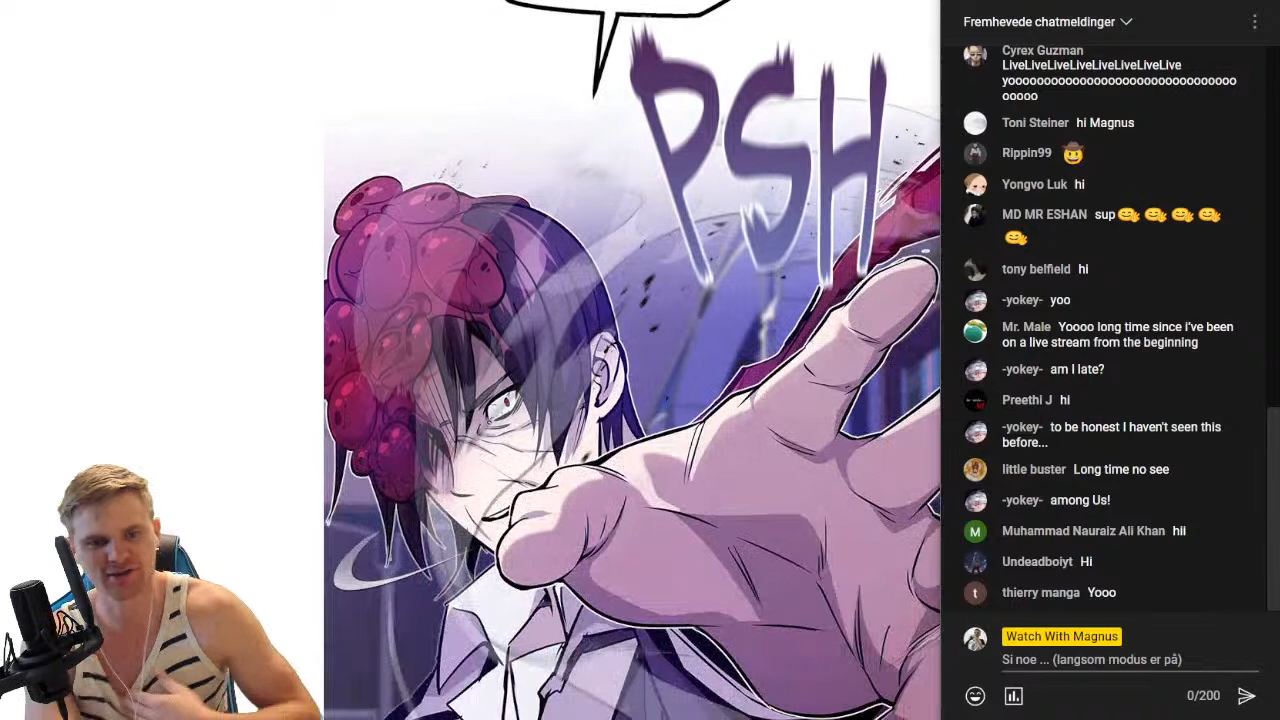 PSH
Fremhevede chatmeldinger
Cyrex Guzman
LiveLiveLiveLiveLiveLiveLiveLive
yooooooooooooooooooooooooooooooooo
ooooo
Toni Steiner hi Magnus
Rippin99 🤠
Yongvo Luk hi
MD MR ESHAN sup
tony belfield hi
-yokey- yoo
Mr. Male Yoooo long time since i've been
on a live stream from the beginning
-yokey- am I late?
Preethi J hi
-yokey- to be honest I haven't seen this
before...
little buster Long time no see
-yokey- among Us!
M Muhammad Nauraiz Ali Khan hii
Undeadboiyt Hi
t thierry manga Yooo
Watch With Magnus
Si noe ... (langsom modus er på)
0/200